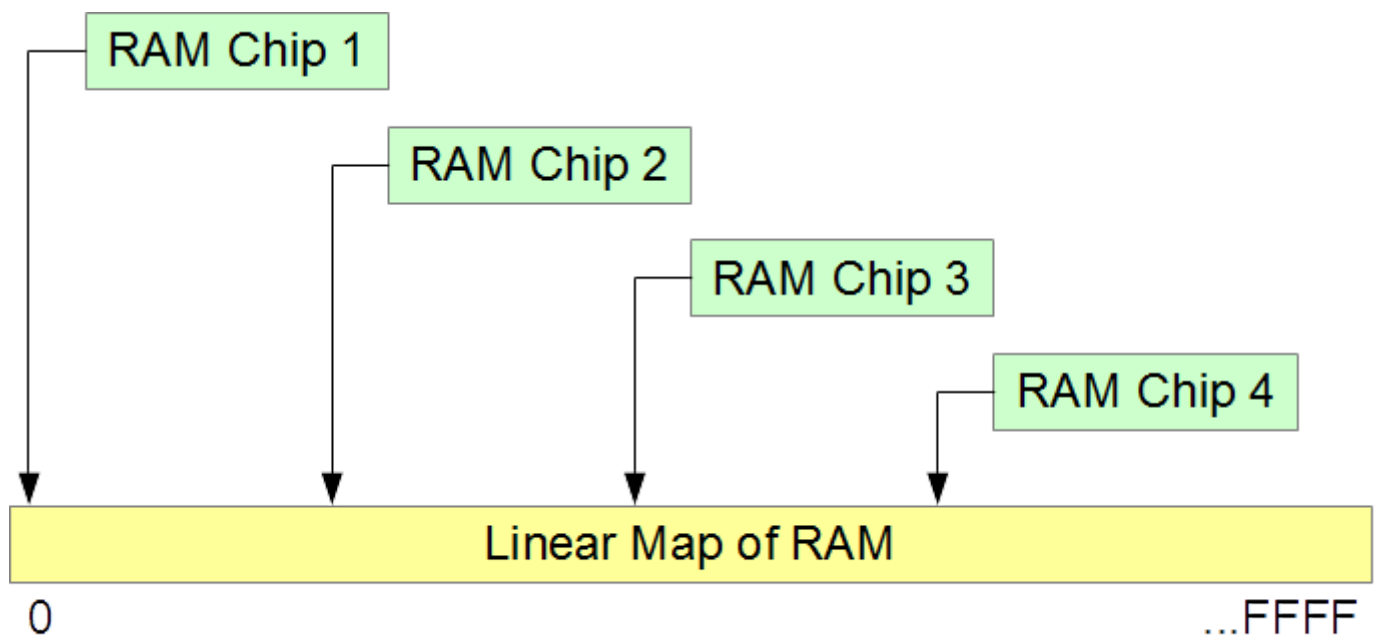 RAM Chip 1
RAM Chip 2
RAM Chip 3
RAM Chip 4
Linear Map of RAM
0
...FFFF